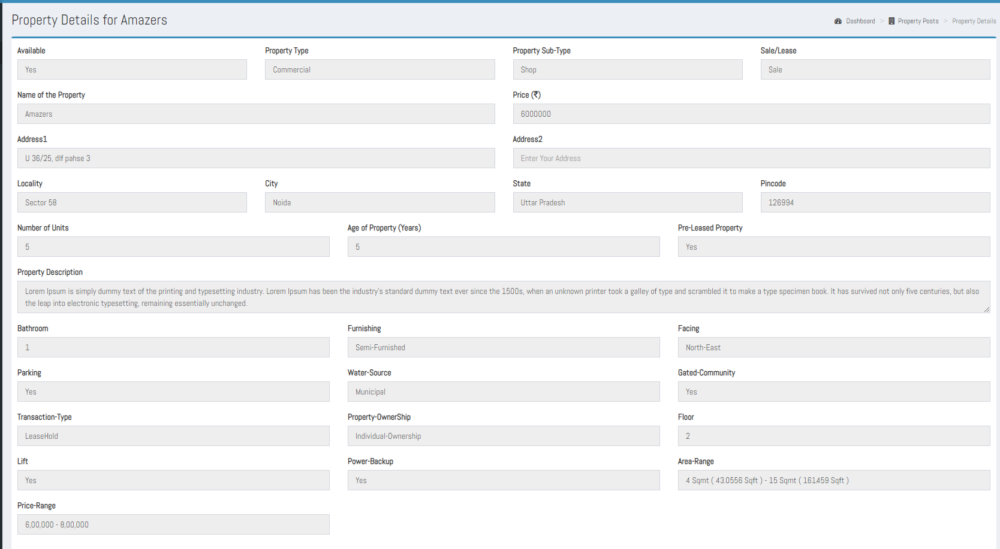 Property Details for Amazers
Dashboard > Property Posts > Property Details
Available Property Type Property Sub-Type Sale/Lease
Yes Commercial Shop Sale
Name of the Property Price (₹)
Amazers 6000000
Address1 Address2
U 36/25, dlf pahse 3 Enter Your Address
Locality City State Pincode
Sector 58 Noida Uttar Pradesh 126994
Number of Units Age of Property (Years) Pre-Leased Property
5 5 Yes
Property Description
Lorem Ipsum is simply dummy text of the printing and typesetting industry. Lorem Ipsum has been the industry's standard dummy text ever since the 1500s, when an unknown printer took a galley of type and scrambled it to make a type specimen book. It has survived not only five centuries, but also
the leap into electronic typesetting, remaining essentially unchanged.
Bathroom Furnishing Facing
1 Semi-Furnished North-East
Parking Water-Source Gated-Community
Yes Municipal Yes
Transaction-Type Property-OwnerShip Floor
LeaseHold Individual-Ownership 2
Lift Power-Backup Area-Range
Yes Yes 4 Sqmt ( 43.0556 Sqft ) - 15 Sqmt ( 161.459 Sqft )
Price-Range
6,00,000 - 8,00,000